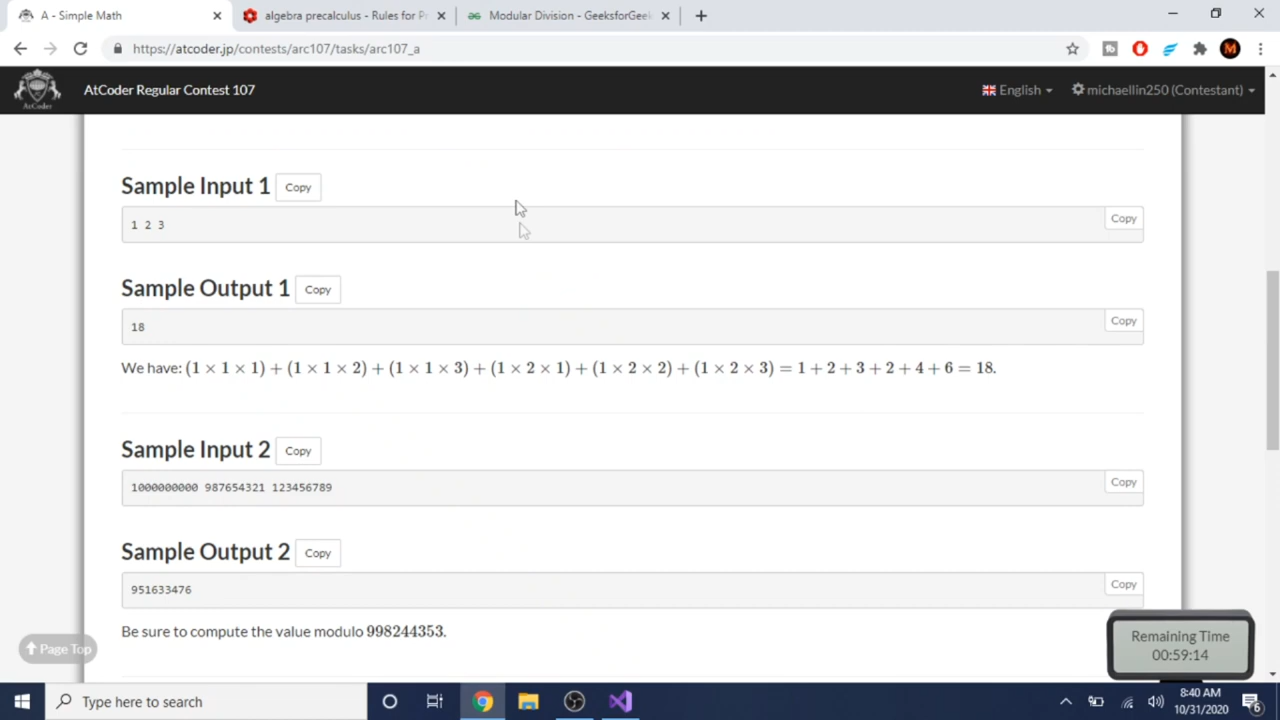 A - Simple Math
algebra precalculus - Rules for Pr
Modular Division - GeeksforGeek
https://atcoder.jp/contests/arc107/tasks/arc107_a
M
AtCoder
AtCoder Regular Contest 107
English
michaellin250 (Contestant)
Sample Input 1 Copy
1 2 3 Copy
Sample Output 1 Copy
18 Copy
We have: (1 × 1 × 1) + (1 × 1 × 2) + (1 × 1 × 3) + (1 × 2 × 1) + (1 × 2 × 2) + (1 × 2 × 3) = 1 + 2 + 3 + 2 + 4 + 6 = 18.
Sample Input 2 Copy
1000000000 987654321 123456789 Copy
Sample Output 2 Copy
951633476 Copy
Be sure to compute the value modulo 998244353.
Page Top
Remaining Time
00:59:14
Type here to search
8:40 AM
10/31/2020
6